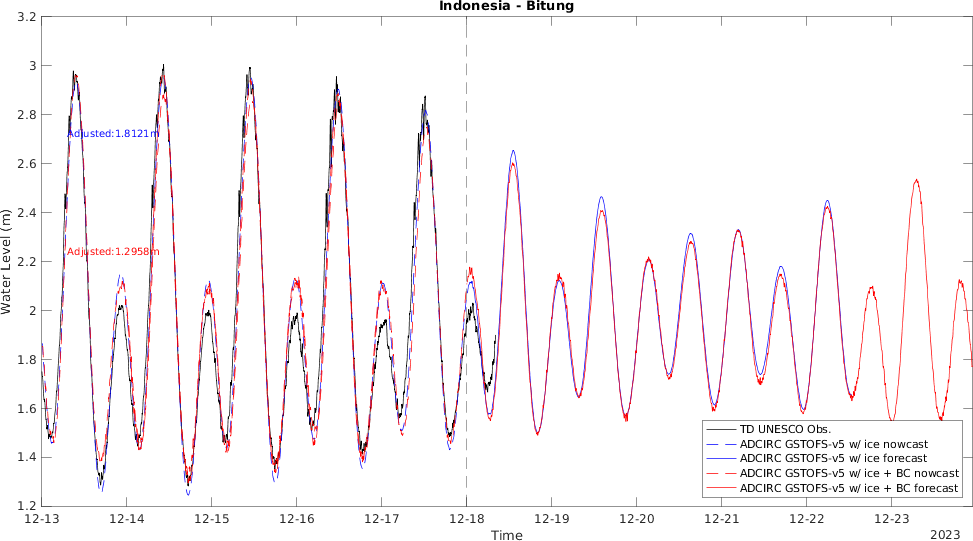 Indonesia - Bitung
3.2
3
2.8
2.6
2.4
2.2
2
1.8
1.6
1.4
1.2
Water Level (m)
Adjusted:1.8121m
Adjusted:1.2958m
TD UNESCO Obs.
ADCIRC GSTOFS-v5 w/ ice nowcast
ADCIRC GSTOFS-v5 w/ ice forecast
ADCIRC GSTOFS-v5 w/ ice + BC nowcast
ADCIRC GSTOFS-v5 w/ ice + BC forecast
12-13 12-14 12-15 12-16 12-17 12-18 12-19 12-20 12-21 12-22 12-23
Time
2023